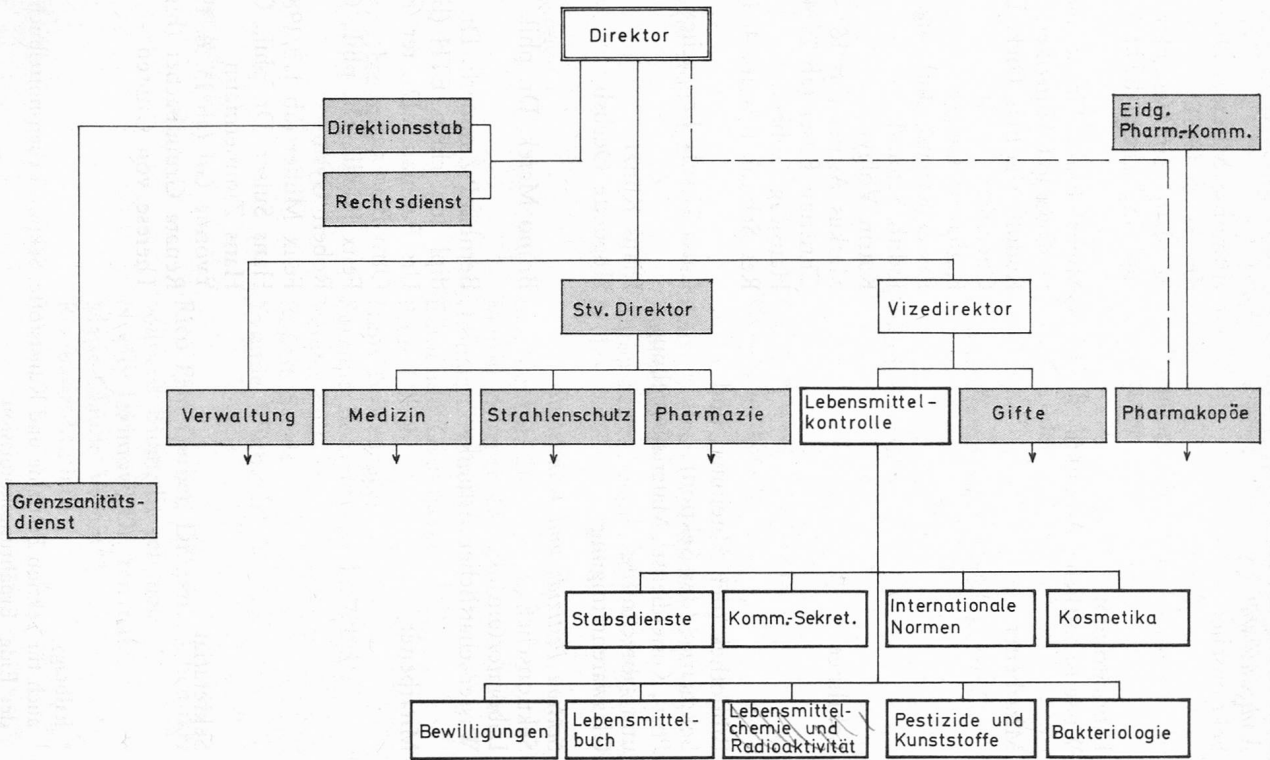 Direktor
Direktionsstab
Eidg.
Pharm.-Komm.
Rechtsdienst
Stv. Direktor
Vizedirektor
Verwaltung
Medizin
Strahlenschutz
Pharmazie
Lebensmittel-
kontrolle
Gifte
Pharmakopöe
Grenzsanitäts-
dienst
Stabsdienste
Komm.-Sekret.
Internationale
Normen
Kosmetika
Bewilligungen
Lebensmittel-
buch
Lebensmittel-
chemie und
Radioaktivität
Pestizide und
Kunststoffe
Bakteriologie